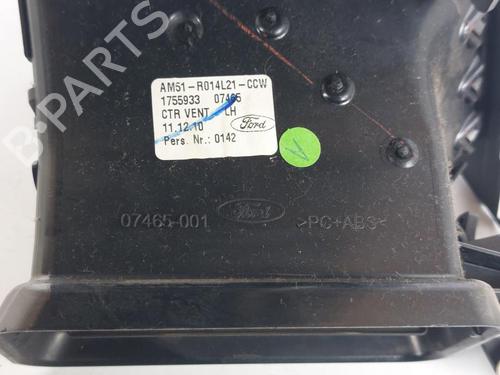 AM51-R014L21-CCW
1755933 07465
CTR VENT LH
11.12.10 Ford
Pers. Nr.: 0142
07465-001 Ford >PC+ABS<
B-PARTS